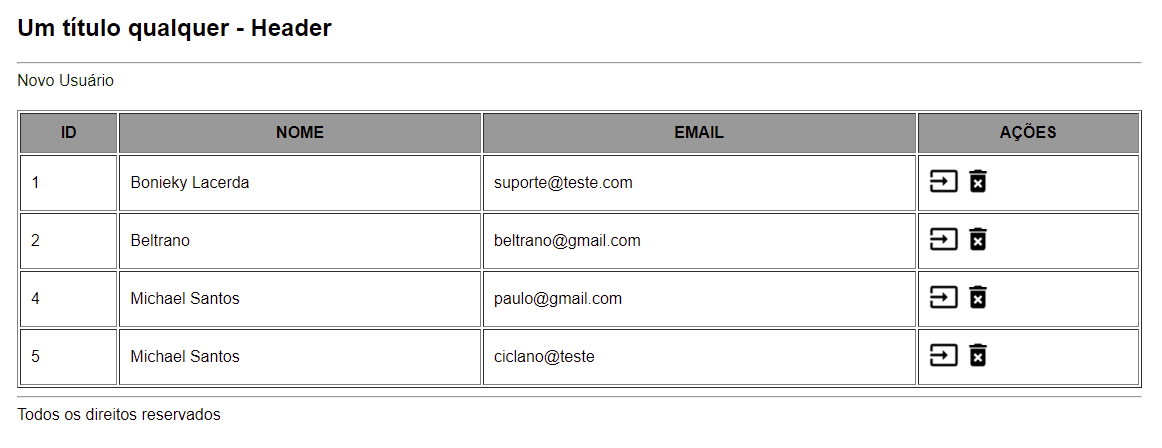 Um título qualquer - Header
Novo Usuário
ID NOME EMAIL AÇÕES
1 Bonieky Lacerda suporte@teste.com
2 Beltrano beltrano@gmail.com
4 Michael Santos paulo@gmail.com
5 Michael Santos ciclano@teste
Todos os direitos reservados